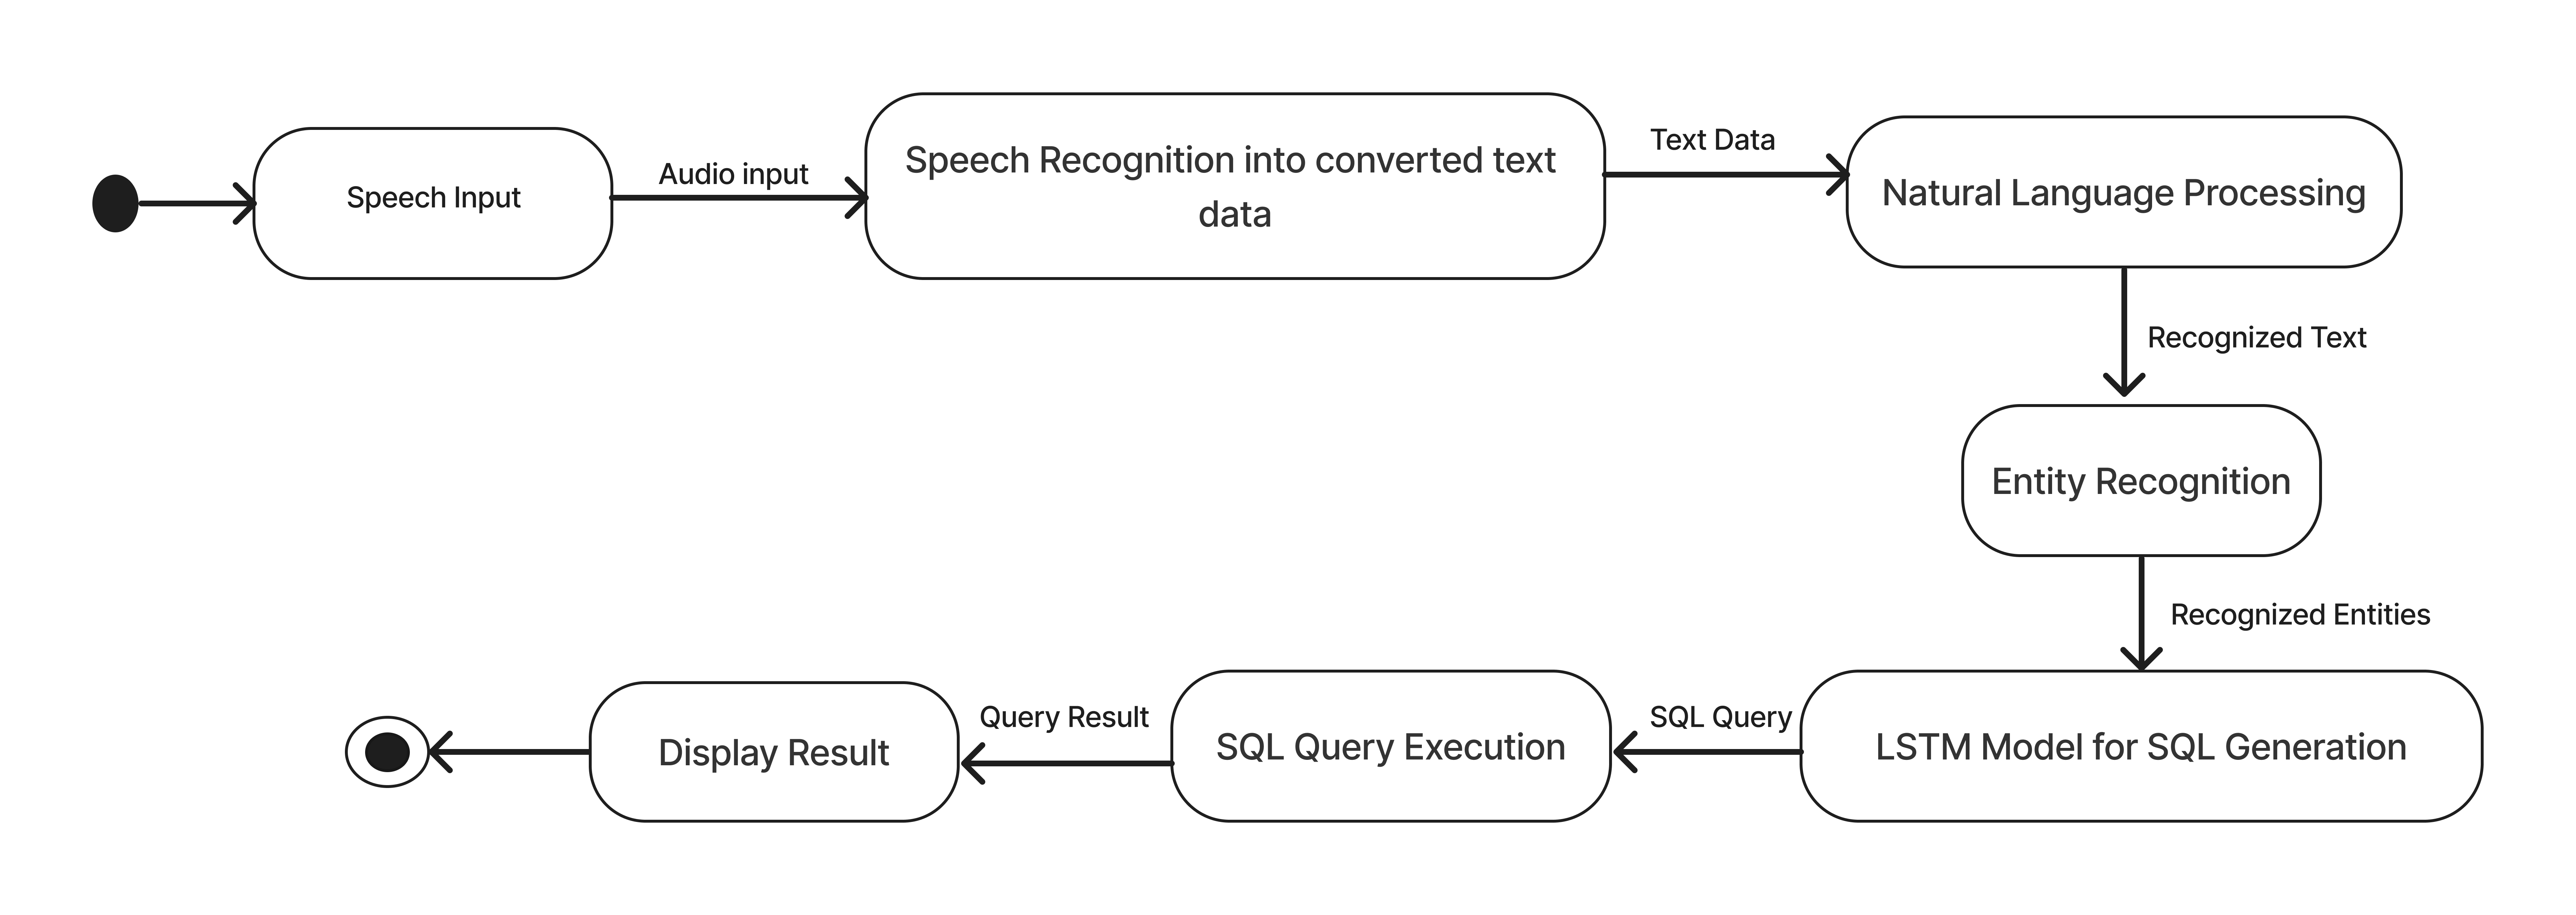 Speech Input
Audio input
Speech Recognition into converted text
data
Text Data
Natural Language Processing
Recognized Text
Entity Recognition
Recognized Entities
LSTM Model for SQL Generation
SQL Query
SQL Query Execution
Query Result
Display Result